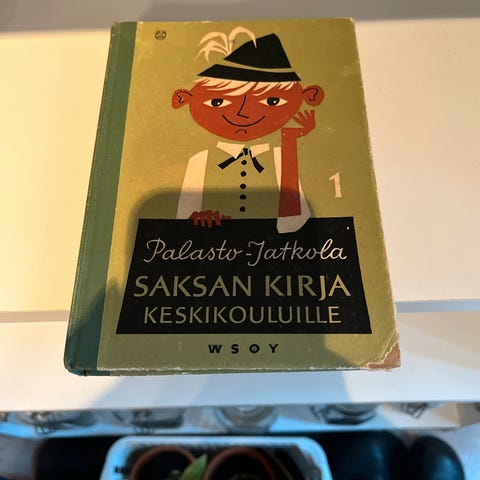 1
Palasto-Jatkola
SAKSAN KIRJA
KESKIKOULUILLE
WSOY